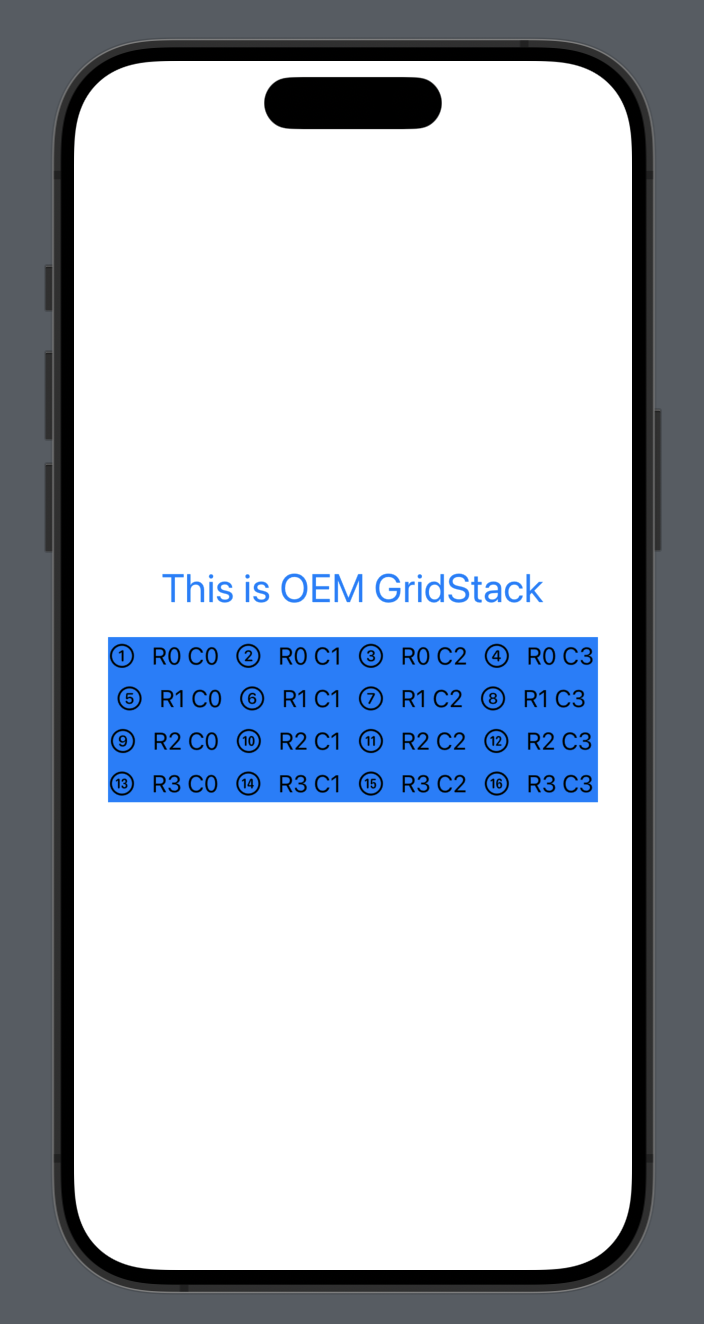 This is OEM GridStack
① R0 C0 ② R0 C1 ③ R0 C2 ④ R0 C3
⑤ R1 C0 ⑥ R1 C1 ⑦ R1 C2 ⑧ R1 C3
⑨ R2 C0 ⑩ R2 C1 ⑪ R2 C2 ⑫ R2 C3
⑬ R3 C0 ⑭ R3 C1 ⑮ R3 C2 ⑯ R3 C3